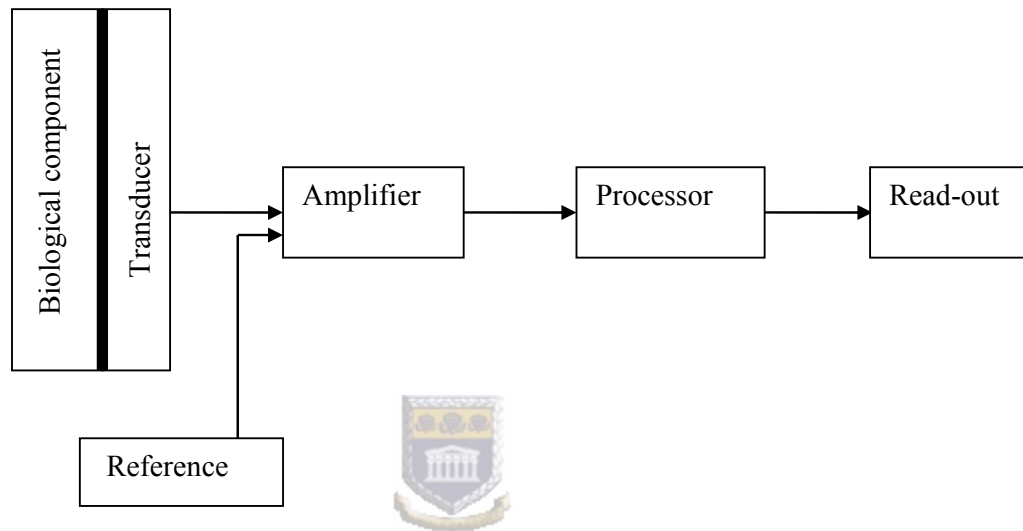 Biological component
Transducer
Amplifier
Processor
Read-out
Reference